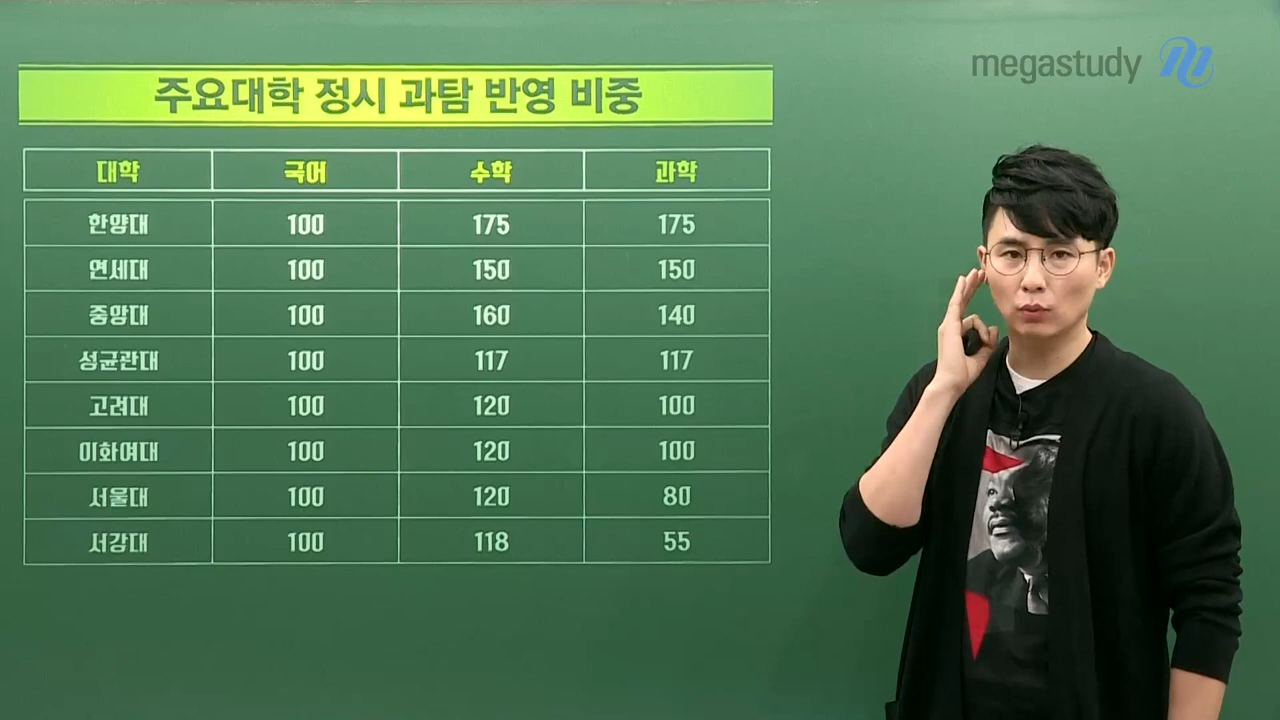 megastudy
주요대학 정시 과탐 반영 비중
대학 국어 수학 과학
한양대 100 175 175
연세대 100 150 150
중앙대 100 160 140
성균관대 100 117 117
고려대 100 120 100
이화여대 100 120 100
서울대 100 120 80
서강대 100 118 55